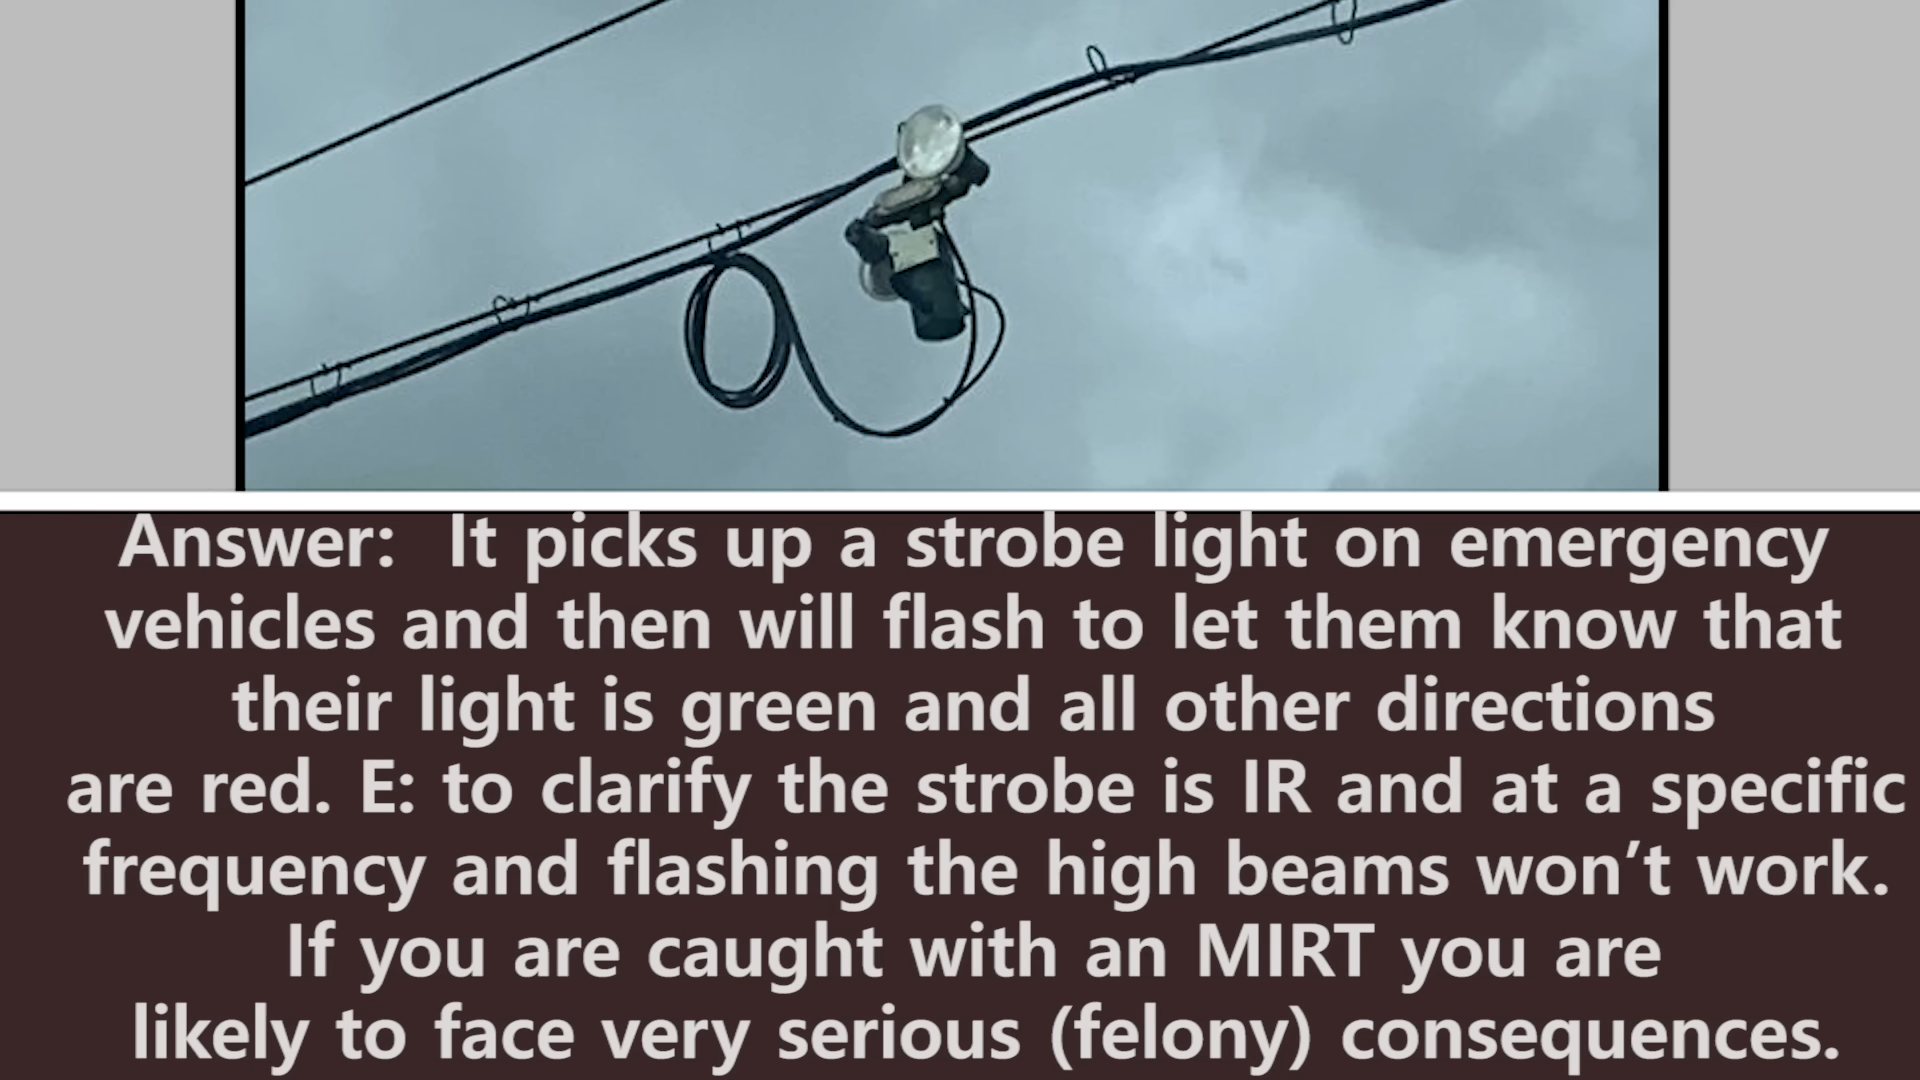 Answer: It picks up a strobe light on emergency
vehicles and then will flash to let them know that
their light is green and all other directions
are red. E: to clarify the strobe is IR and at a specific
frequency and flashing the high beams won’t work.
If you are caught with an MIRT you are
likely to face very serious (felony) consequences.